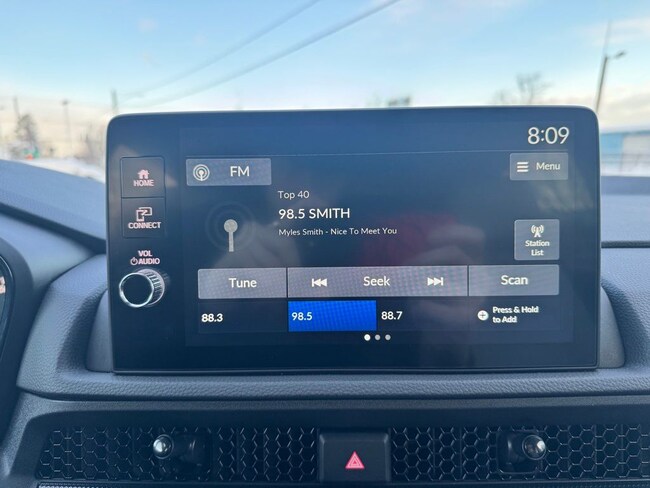 8:09
HOME
CONNECT
VOL
AUDIO
FM
Menu
Top 40
98.5 SMITH
Myles Smith - Nice To Meet You
Station
List
Tune
Seek
Scan
88.3
98.5
88.7
Press & Hold
to Add